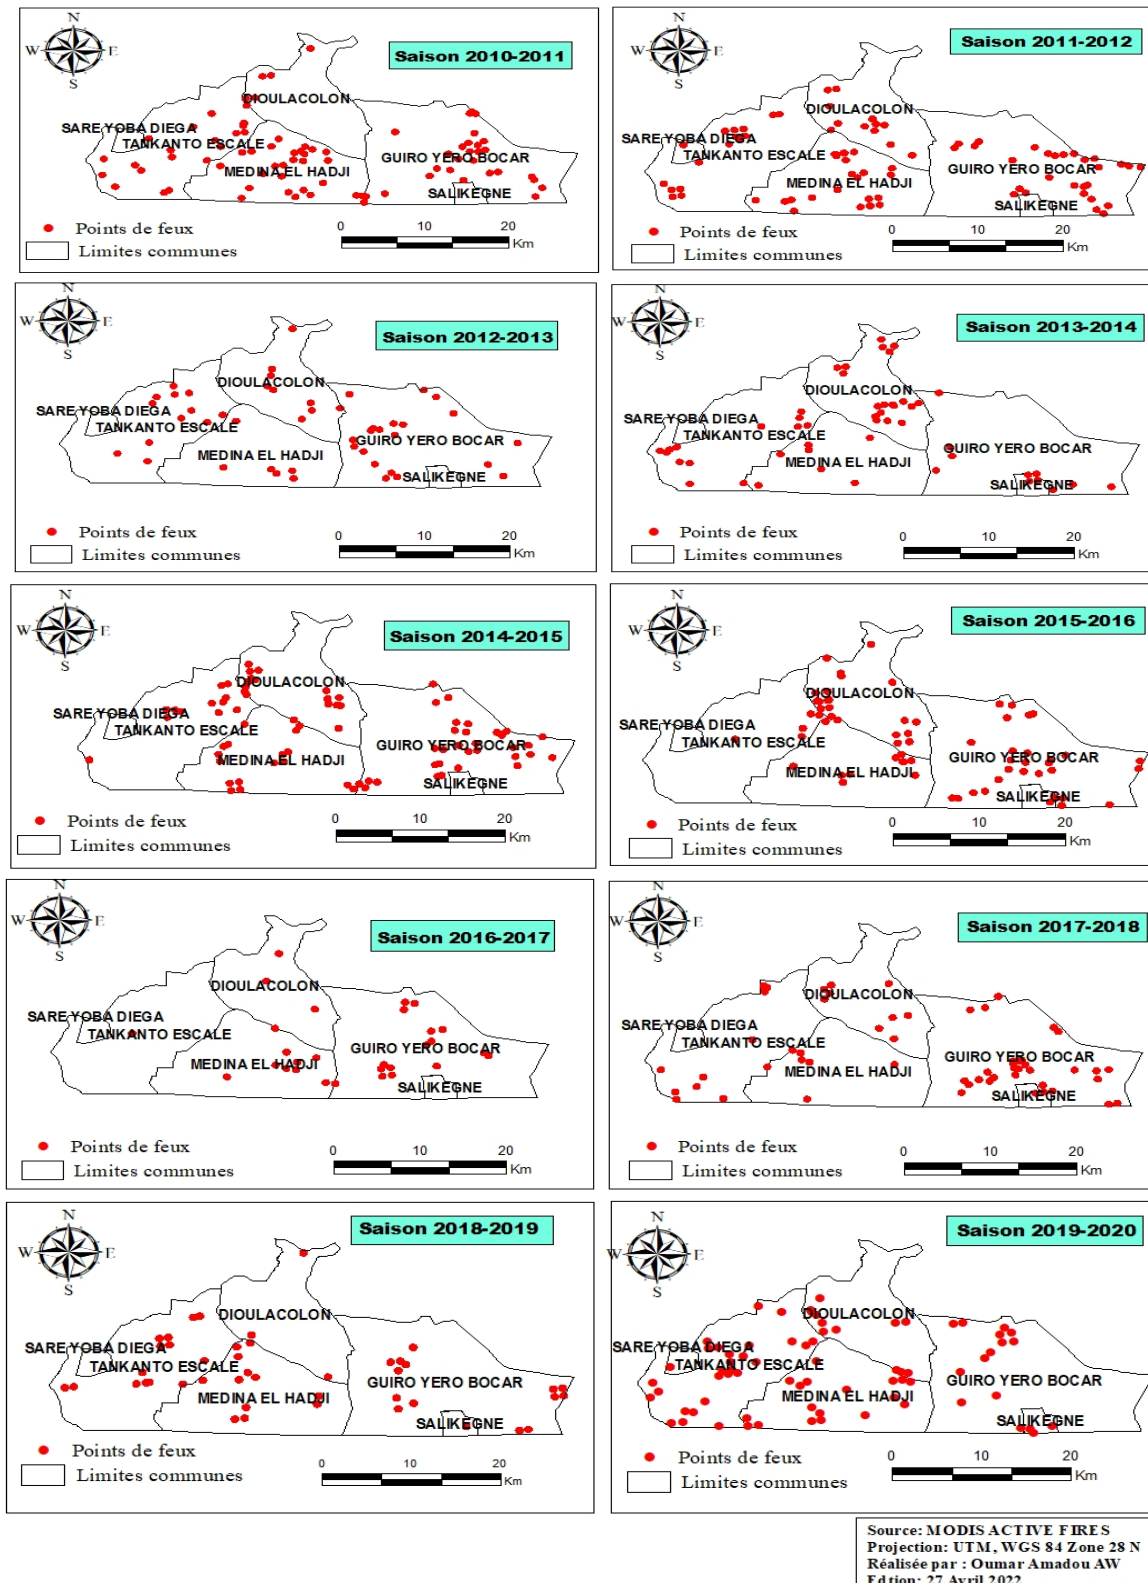 N
W E
S
Saison 2010-2011
DIOULACOLON
SARE YOBA DIEGA
TANKANTO ESCALE
GUIRO YERO BOCAR
MEDINA EL HADJI
SALIKEGNE
Points de feux
Limites communes
0 10 20
Km
N
W E
S
Saison 2011-2012
DIOULACOLON
SARE YOBA DIEGA
TANKANTO ESCALE
GUIRO YERO BOCAR
MEDINA EL HADJI
SALIKEGNE
Points de feux
Limites communes
0 10 20
Km
N
W E
S
Saison 2012-2013
DIOULACOLON
SARE YOBA DIEGA
TANKANTO ESCALE
GUIRO YERO BOCAR
MEDINA EL HADJI
SALIKEGNE
Points de feux
Limites communes
0 10 20
Km
N
W E
S
Saison 2013-2014
DIOULACOLON
SARE YOBA DIEGA
TANKANTO ESCALE
GUIRO YERO BOCAR
MEDINA EL HADJI
SALIKEGNE
Points de feux
Limites communes
0 10 20
Km
N
W E
S
Saison 2014-2015
DIOULACOLON
SARE YOBA DIEGA
TANKANTO ESCALE
GUIRO YERO BOCAR
MEDINA EL HADJI
SALIKEGNE
Points de feux
Limites communes
0 10 20
Km
N
W E
S
Saison 2015-2016
DIOULACOLON
SARE YOBA DIEGA
TANKANTO ESCALE
GUIRO YERO BOCAR
MEDINA EL HADJI
SALIKEGNE
Points de feux
Limites communes
0 10 20
Km
N
W E
S
Saison 2016-2017
DIOULACOLON
SARE YOBA DIEGA
TANKANTO ESCALE
GUIRO YERO BOCAR
MEDINA EL HADJI
SALIKEGNE
Points de feux
Limites communes
0 10 20
Km
N
W E
S
Saison 2017-2018
DIOULACOLON
SARE YOBA DIEGA
TANKANTO ESCALE
GUIRO YERO BOCAR
MEDINA EL HADJI
SALIKEGNE
Points de feux
Limites communes
0 10 20
Km
N
W E
S
Saison 2018-2019
DIOULACOLON
SARE YOBA DIEGA
TANKANTO ESCALE
GUIRO YERO BOCAR
MEDINA EL HADJI
SALIKEGNE
Points de feux
Limites communes
0 10 20
Km
N
W E
S
Saison 2019-2020
DIOULACOLON
SARE YOBA DIEGA
TANKANTO ESCALE
GUIRO YERO BOCAR
MEDINA EL HADJI
SALIKEGNE
Points de feux
Limites communes
0 10 20
Km
Source: MODIS ACTIVE FIRES
Projection: UTM, WGS 84 Zone 28 N
Réalisée par : Oumar Amadou AW
Edtion: 27 Avril 2022